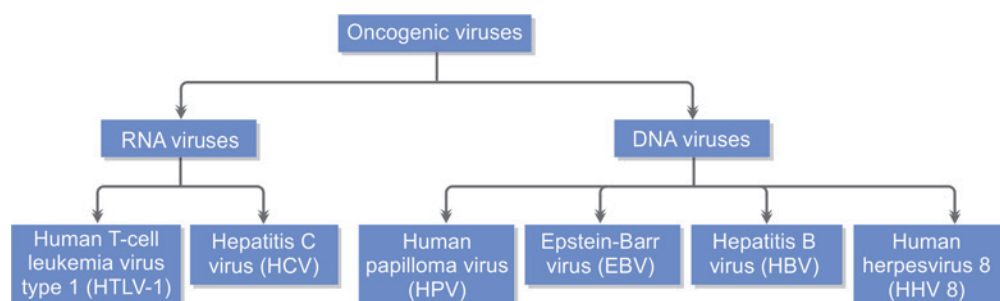 Oncogenic viruses
RNA viruses
DNA viruses
Human T-cell
leukemia virus
type 1 (HTLV-1)
Hepatitis C
virus (HCV)
Human
papilloma virus
(HPV)
Epstein-Barr
virus (EBV)
Hepatitis B
virus (HBV)
Human
herpesvirus 8
(HHV 8)